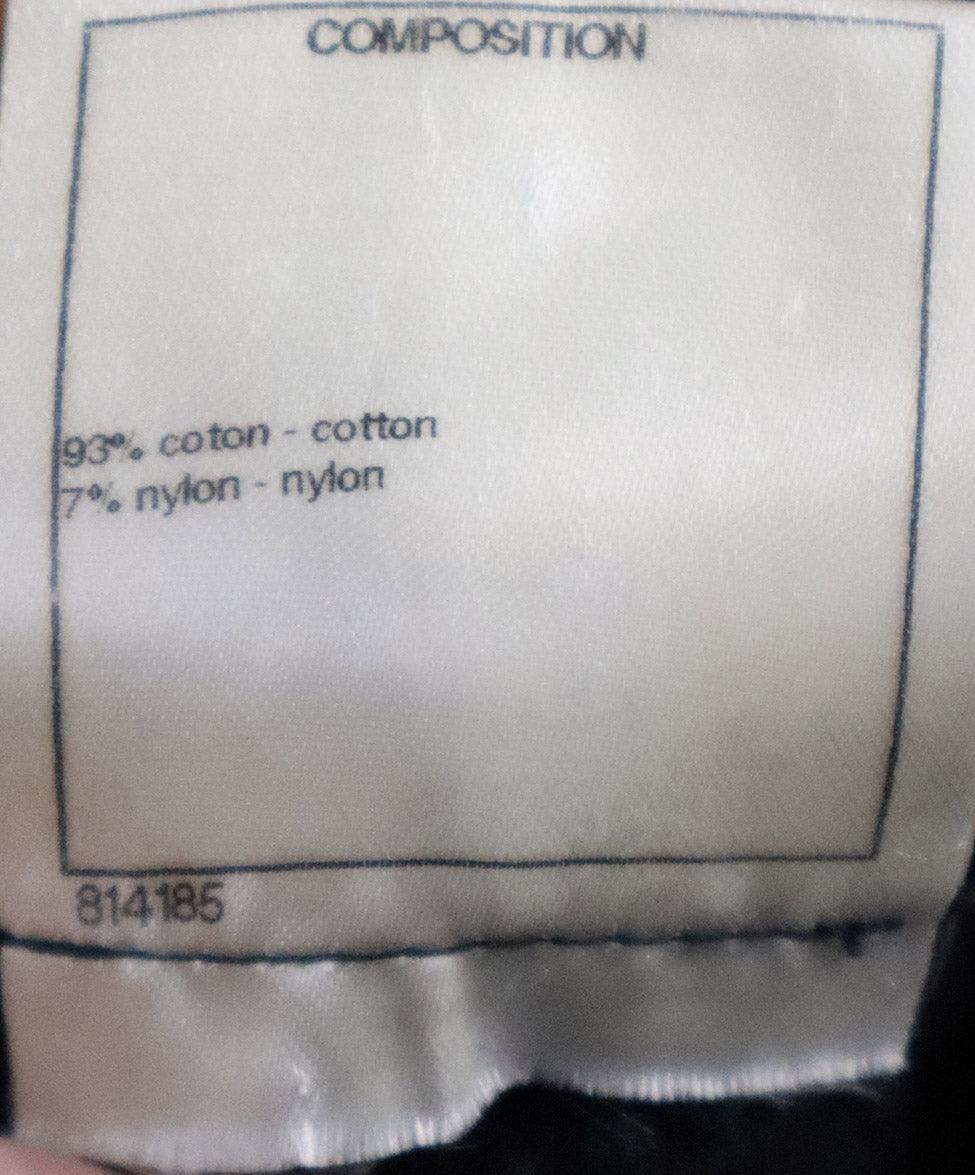 COMPOSITION
93% coton - cotton
7% nylon - nylon
814185